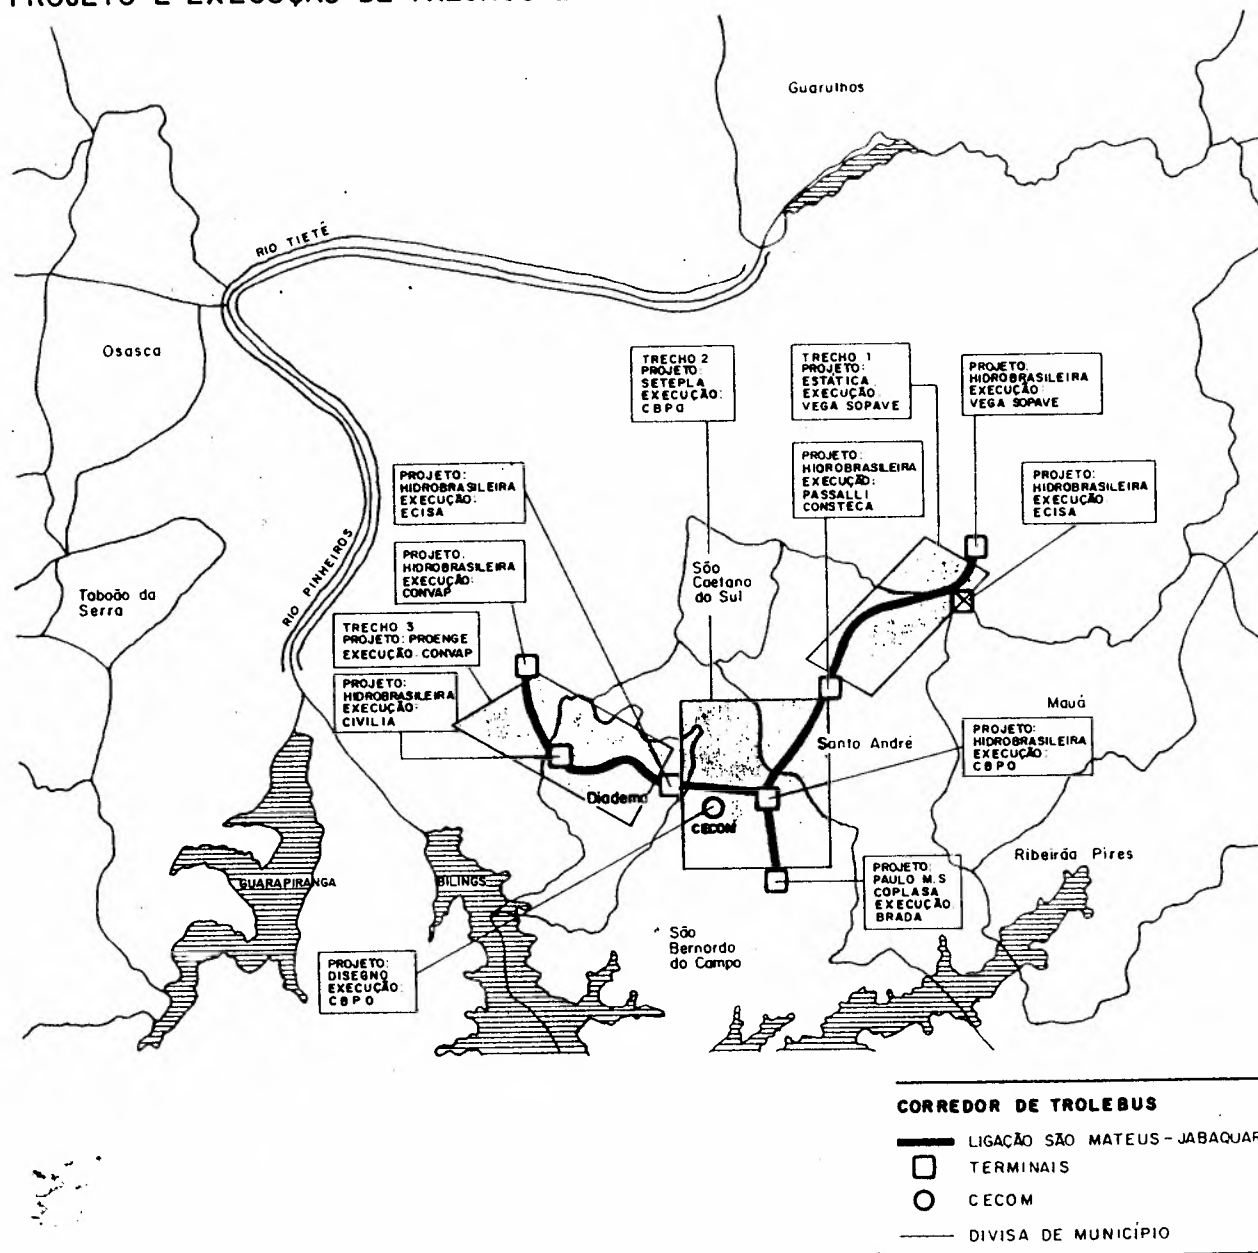 PROJETO E EXECUÇÃO DE
Guarulhos
RIO TIETÊ
Osasca
TRECHO 2
PROJETO:
SETEPLA
EXECUÇÃO:
CBPO
TRECHO 1
PROJETO:
ESTÁTICA
EXECUÇÃO
VEGA SOPAVE
PROJETO:
HIDROBRASILEIRA
EXECUÇÃO:
VEGA SOPAVE
PROJETO:
HIDROBRASILEIRA
EXECUÇÃO:
ECISA
PROJETO:
HIDROBRASILEIRA
EXECUÇÃO:
PASSALLI
CONSTECA
PROJETO:
HIDROBRASILEIRA
EXECUÇÃO
ECISA
RIO PINHEIROS
PROJETO.
HIDROBRASILEIRA
EXECUÇÃO:
CONVAP
São
Caetano
do Sul
Taboão da
Serra
TRECHO 3
PROJETO: PROENGE
EXECUÇÃO. CONVAP
PROJETO:
HIDROBRASILEIRA
EXECUÇÃO:
CIVILIA
Mauá
Santo André
PROJETO:
HIDROBRASILEIRA
EXECUÇÃO:
CBPO
Diadema
CECOM
Ribeirão Pires
PROJETO:
PAULO M.S
COPLASA
EXECUÇÃO
BRADA
GUARAPIRANGA
BILINGS
São
Bernardo
do Campo
PROJETO:
DISEGNO
EXECUÇÃO:
CBPO
CORREDOR DE TROLEBUS
LIGAÇÃO SÃO MATEUS-JABAQUAR
TERMINAIS
CECOM
DIVISA DE MUNICÍPIO